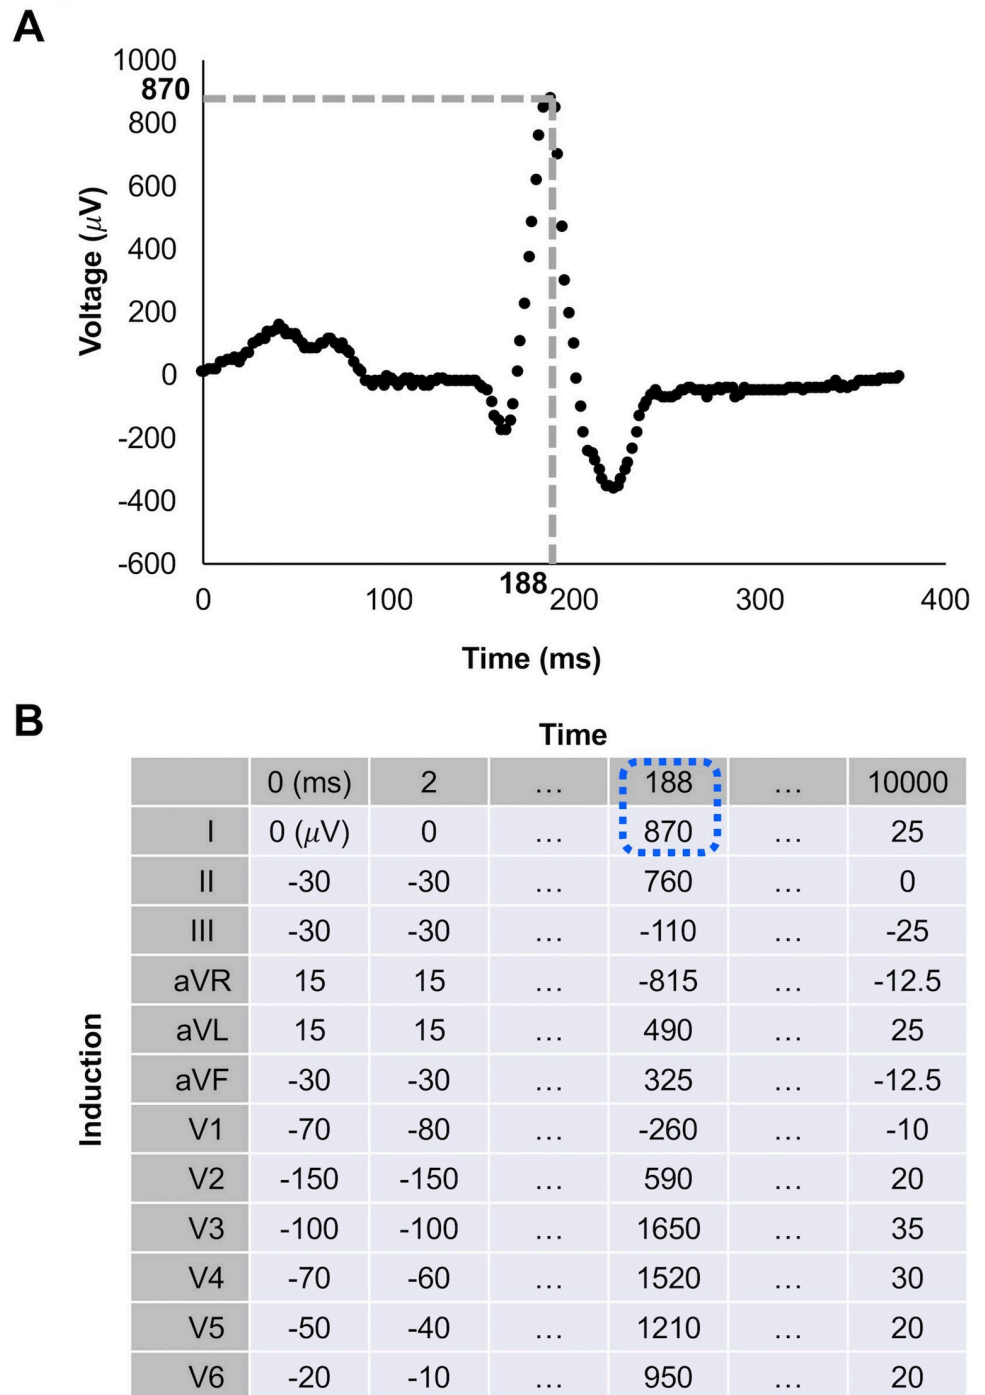 A
1000
870
800
600
400
200
0
-200
-400
-600
Voltage (μV)
188
0 100 200 300 400
Time (ms)
B
Time
0 (ms) 2 ... 188 ... 10000
Induction
I 0 (μV) 0 ... 870 ... 25
II -30 -30 ... 760 ... 0
III -30 -30 ... -110 ... -25
aVR 15 15 ... -815 ... -12.5
aVL 15 15 ... 490 ... 25
aVF -30 -30 ... 325 ... -12.5
V1 -70 -80 ... -260 ... -10
V2 -150 -150 ... 590 ... 20
V3 -100 -100 ... 1650 ... 35
V4 -70 -60 ... 1520 ... 30
V5 -50 -40 ... 1210 ... 20
V6 -20 -10 ... 950 ... 20